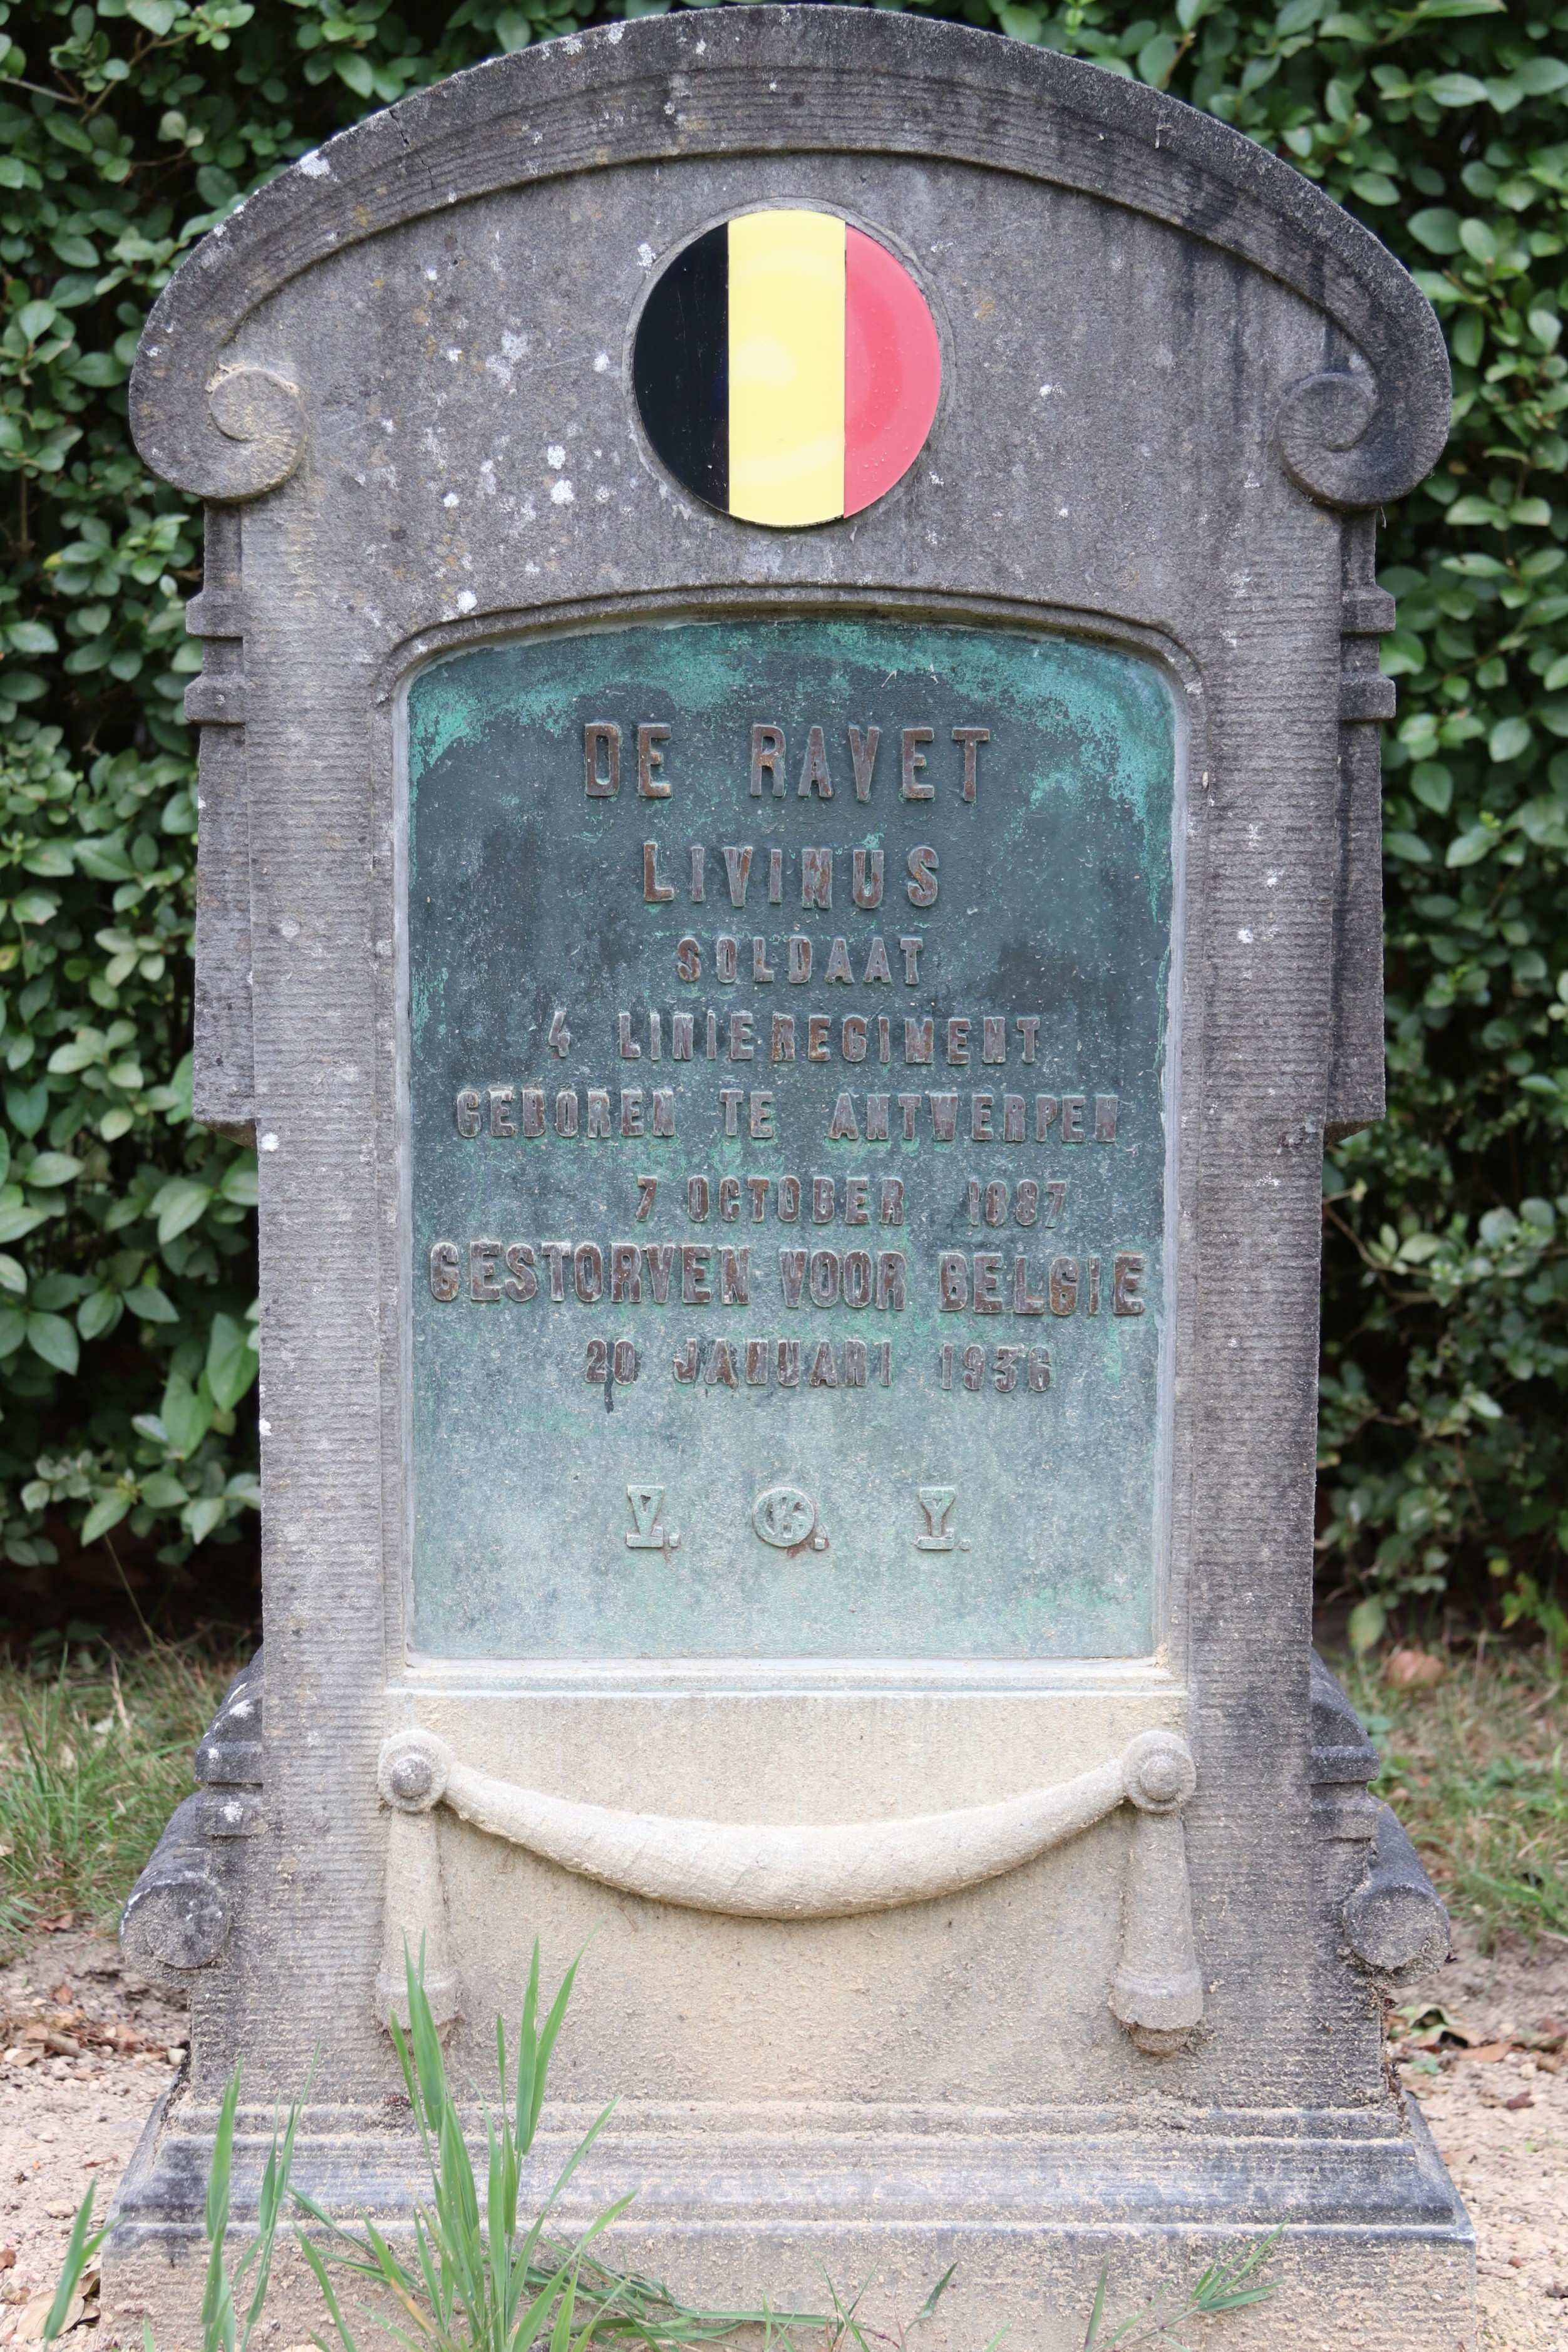 DE RAVET
LIVINUS
SOLDAAT
4 LINIEREGIMENT
GEBOREN TE ANTWERPEN
7 OCTOBER 1887
GESTORVEN VOOR BELGIE
20 JANUARI 1936
V. O. V.